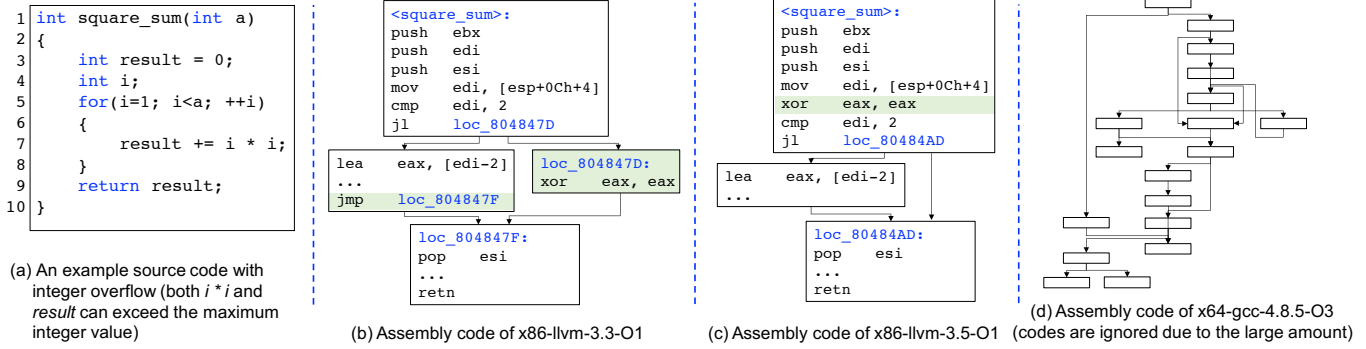 1 int square_sum(int a)
2 {
3 int result = 0;
4 int i;
5 for(i=1; i<a; ++i)
6 {
7 result += i * i;
8 }
9 return result;
10 }
(a) An example source code with
integer overflow (both i * i and
result can exceed the maximum
integer value)
<square_sum>:
push ebx
push edi
push esi
mov edi, [esp+0Ch+4]
cmp edi, 2
jl loc_804847D
lea eax, [edi-2]
...
jmp loc_804847F
loc_804847D:
xor eax, eax
loc_804847F:
pop esi
...
retn
(b) Assembly code of x86-llvm-3.3-O1
<square_sum>:
push ebx
push edi
push esi
mov edi, [esp+0Ch+4]
xor eax, eax
cmp edi, 2
jl loc_80484AD
lea eax, [edi-2]
...
loc_80484AD:
pop esi
...
retn
(c) Assembly code of x86-llvm-3.5-O1
(d) Assembly code of x64-gcc-4.8.5-O3
(codes are ignored due to the large amount)